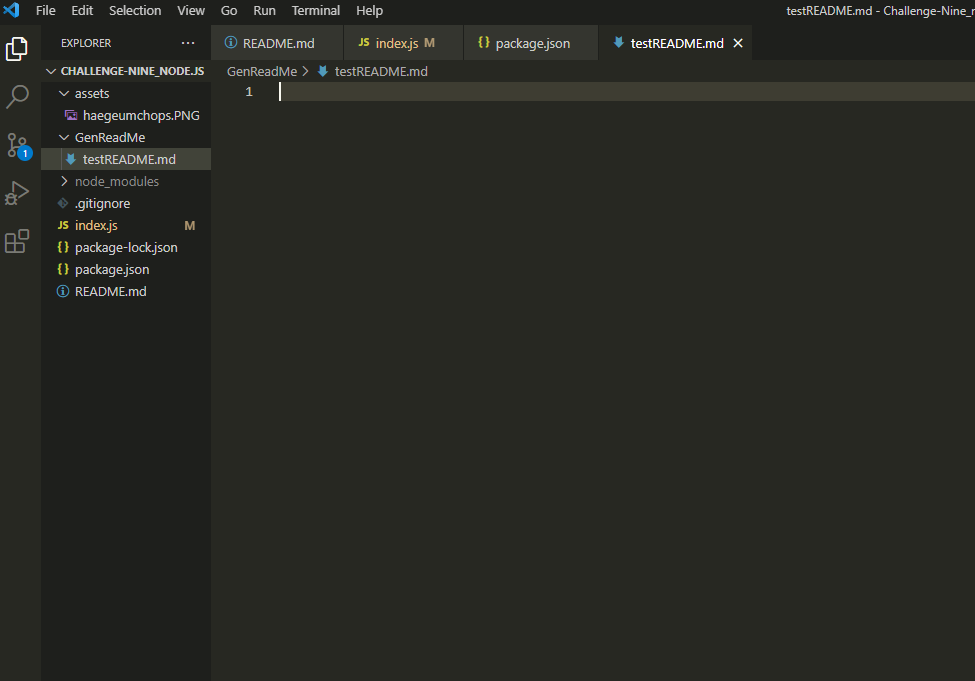 File Edit Selection View Go Run Terminal Help testREADME.md - Challenge-Nine_
EXPLORER ...
README.md JS index.js M {} package.json testREADME.md
CHALLENGE-NINE_NODE.JS
GenReadMe > testREADME.md
1
assets
haegeumchops.PNG
GenReadMe
1
testREADME.md
node_modules
.gitignore
JS index.js M
{} package-lock.json
{} package.json
README.md